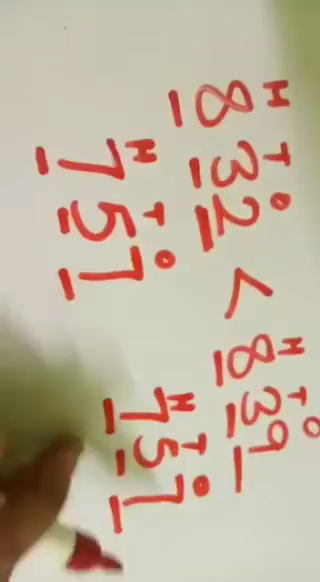 H T O H T O
832 < 839
H T O H T O
757 757